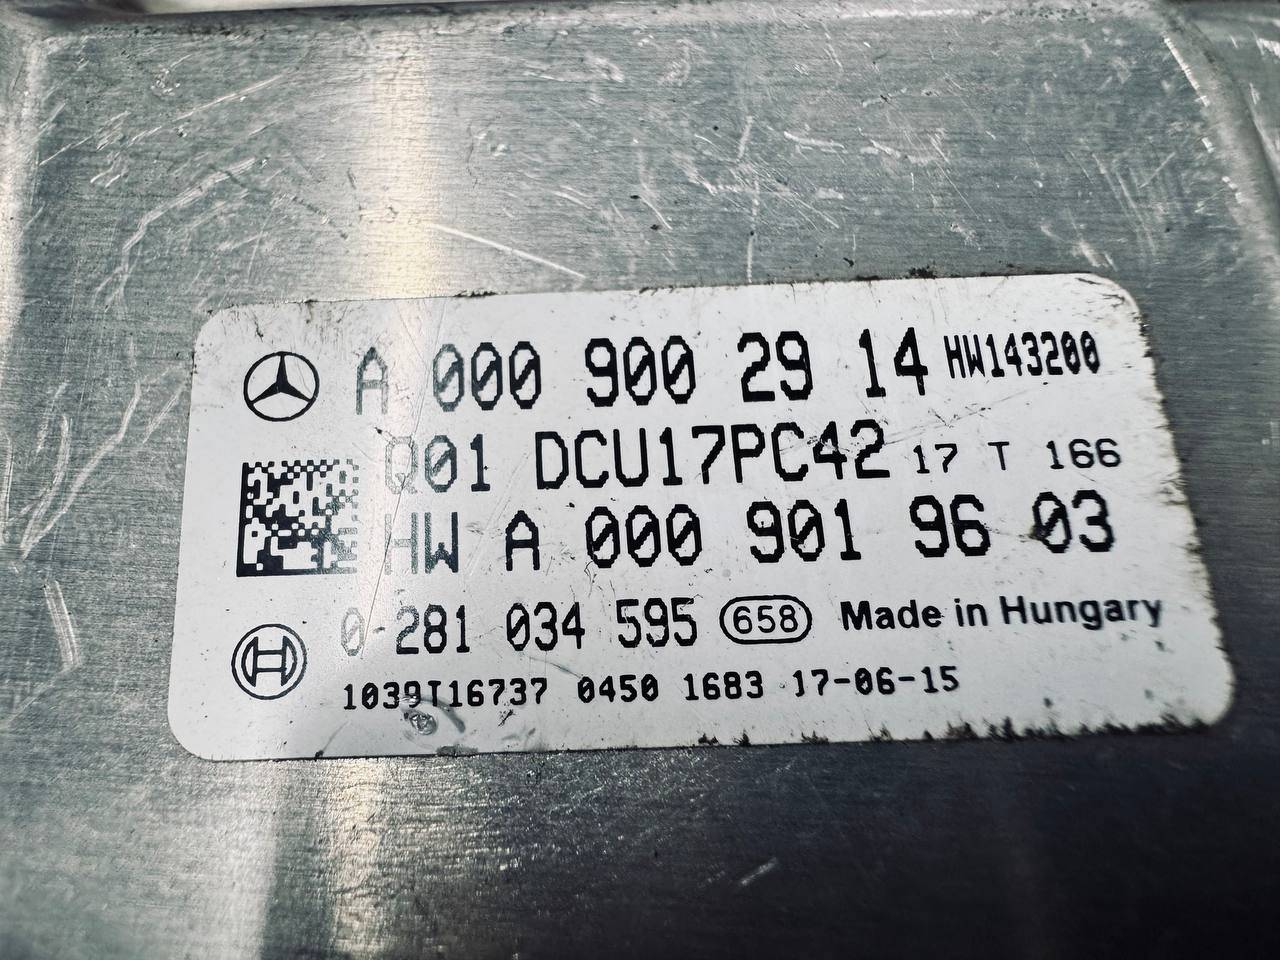 A 000 900 29 14 HW143200
Q01 DCU17PC42 17 T 166
HW A 000 901 96 03
0 281 034 595 658 Made in Hungary
1039T16737 0450 1683 17-06-15